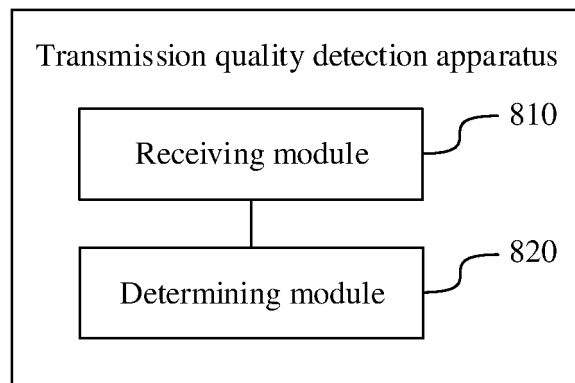 Transmission quality detection apparatus
810
Receiving module
820
Determining module